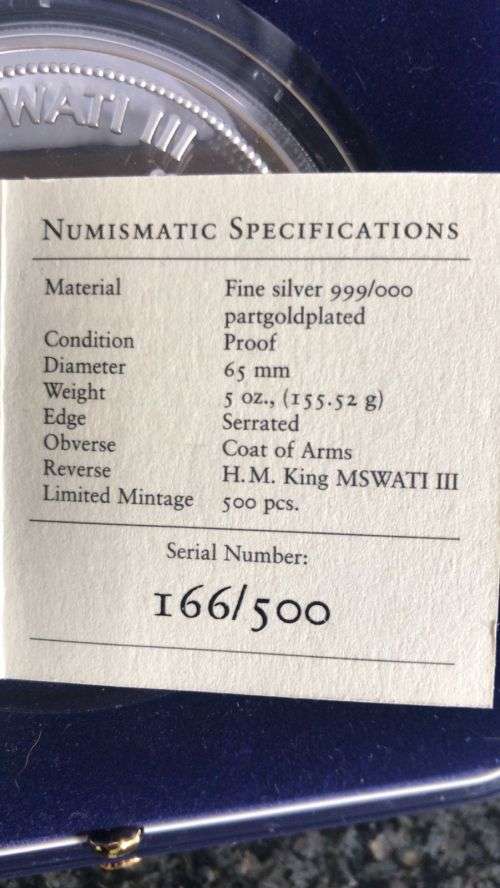 SWATI III
NUMISMATIC SPECIFICATIONS
Material Fine silver 999/000
partgoldplated
Condition Proof
Diameter 65 mm
Weight 5 oz., (155.52 g)
Edge Serrated
Obverse Coat of Arms
Reverse H.M. King MSWATI III
Limited Mintage 500 pcs.
Serial Number:
166/500